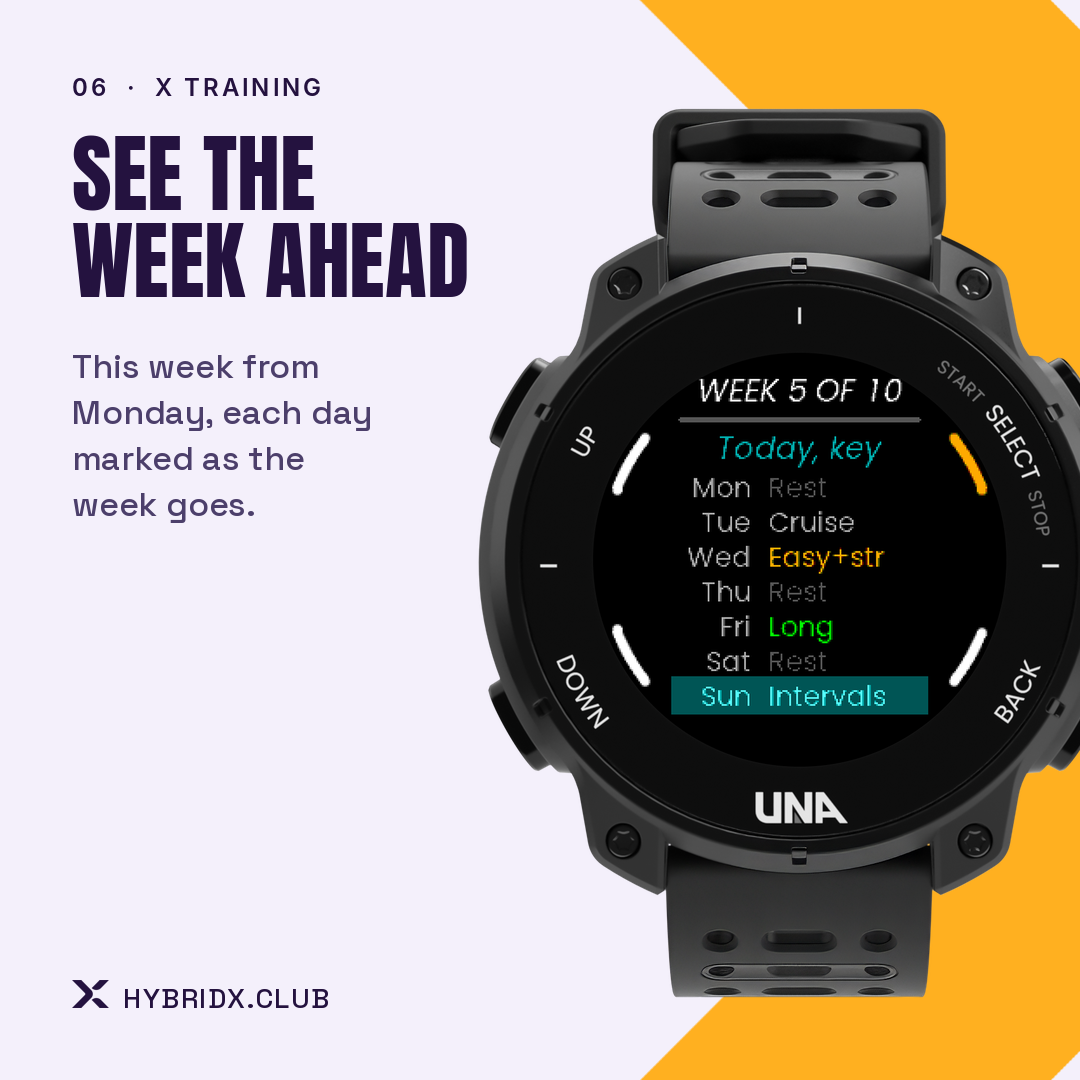 06 · X TRAINING
SEE THE
WEEK AHEAD
This week from
Monday, each day
marked as the
week goes.
START
SELECT
STOP
UP
DOWN
BACK
WEEK 5 OF 10
Today, key
Mon Rest
Tue Cruise
Wed Easy+str
Thu Rest
Fri Long
Sat Rest
Sun Intervals
UNA
HYBRIDX.CLUB